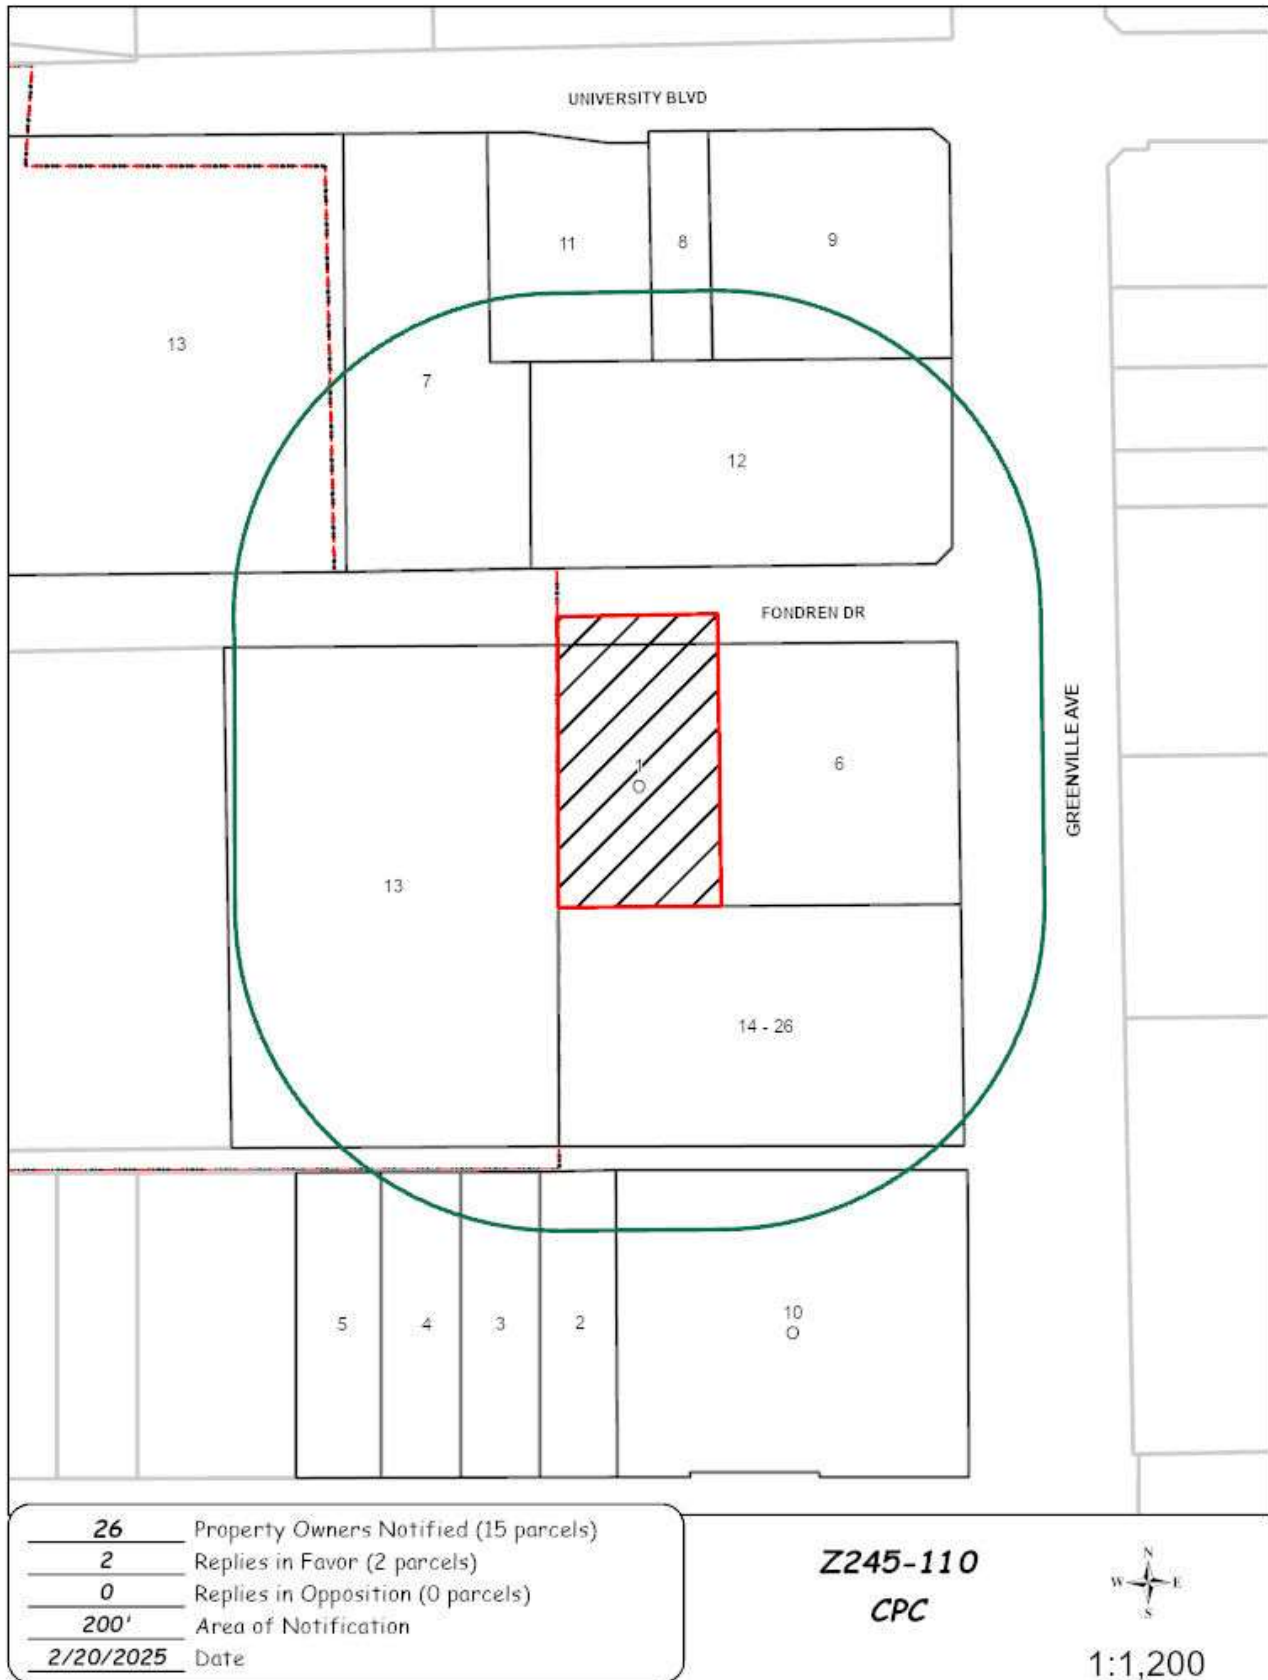 UNIVERSITY BLVD
11
8
9
13
7
12
FONDREN DR
1
6
GREENVILLE AVE
13
14 - 26
5
4
3
2
10
26 Property Owners Notified (15 parcels)
2 Replies in Favor (2 parcels)
0 Replies in Opposition (0 parcels)
200' Area of Notification
2/20/2025 Date
Z245-110
CPC
N
W E
S
1:1,200